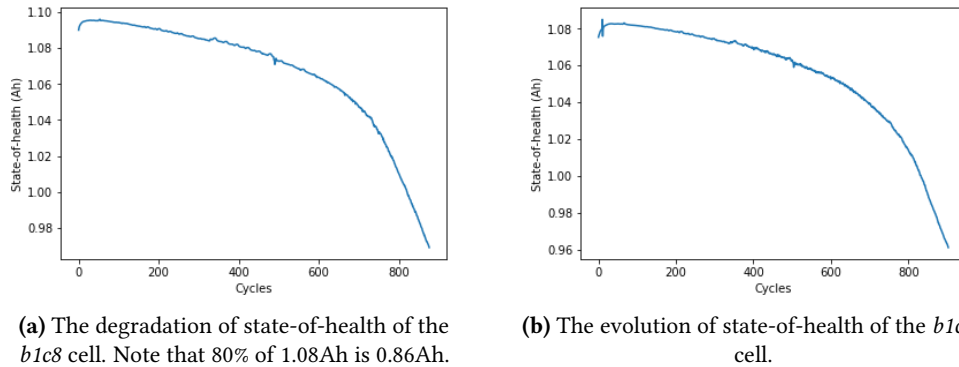 1.10
1.08
1.06
1.04
1.02
1.00
0.98
State-of-health (Ah)
0 200 400 600 800
Cycles
(a) The degradation of state-of-health of the
b1c8 cell. Note that 80% of 1.08Ah is 0.86Ah.
1.08
1.06
1.04
1.02
1.00
0.98
0.96
State-of-health (Ah)
0 200 400 600 800
Cycles
(b) The evolution of state-of-health of the
cell.